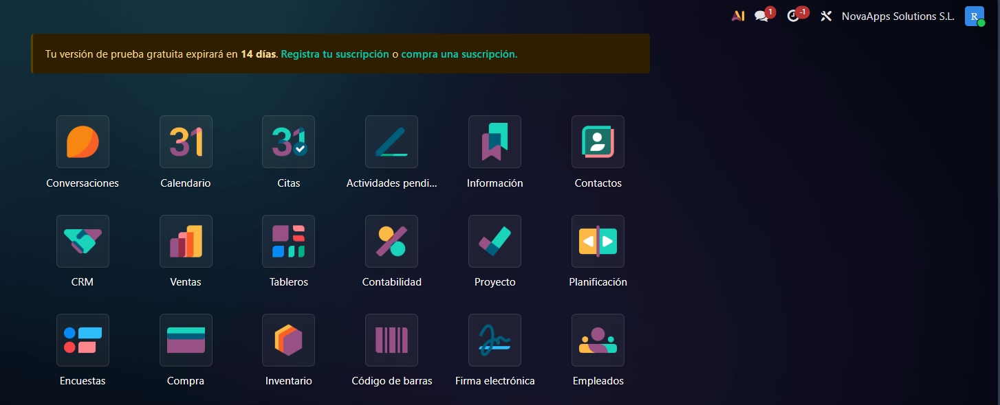 AI 1 -1 NovaApps Solutions S.L. R
Tu versión de prueba gratuita expirará en 14 días. Registra tu suscripción o compra una suscripción.
31 31
Conversaciones Calendario Citas Actividades pendi... Información Contactos
CRM Ventas Tableros Contabilidad Proyecto Planificación
Encuestas Compra Inventario Código de barras Firma electrónica Empleados